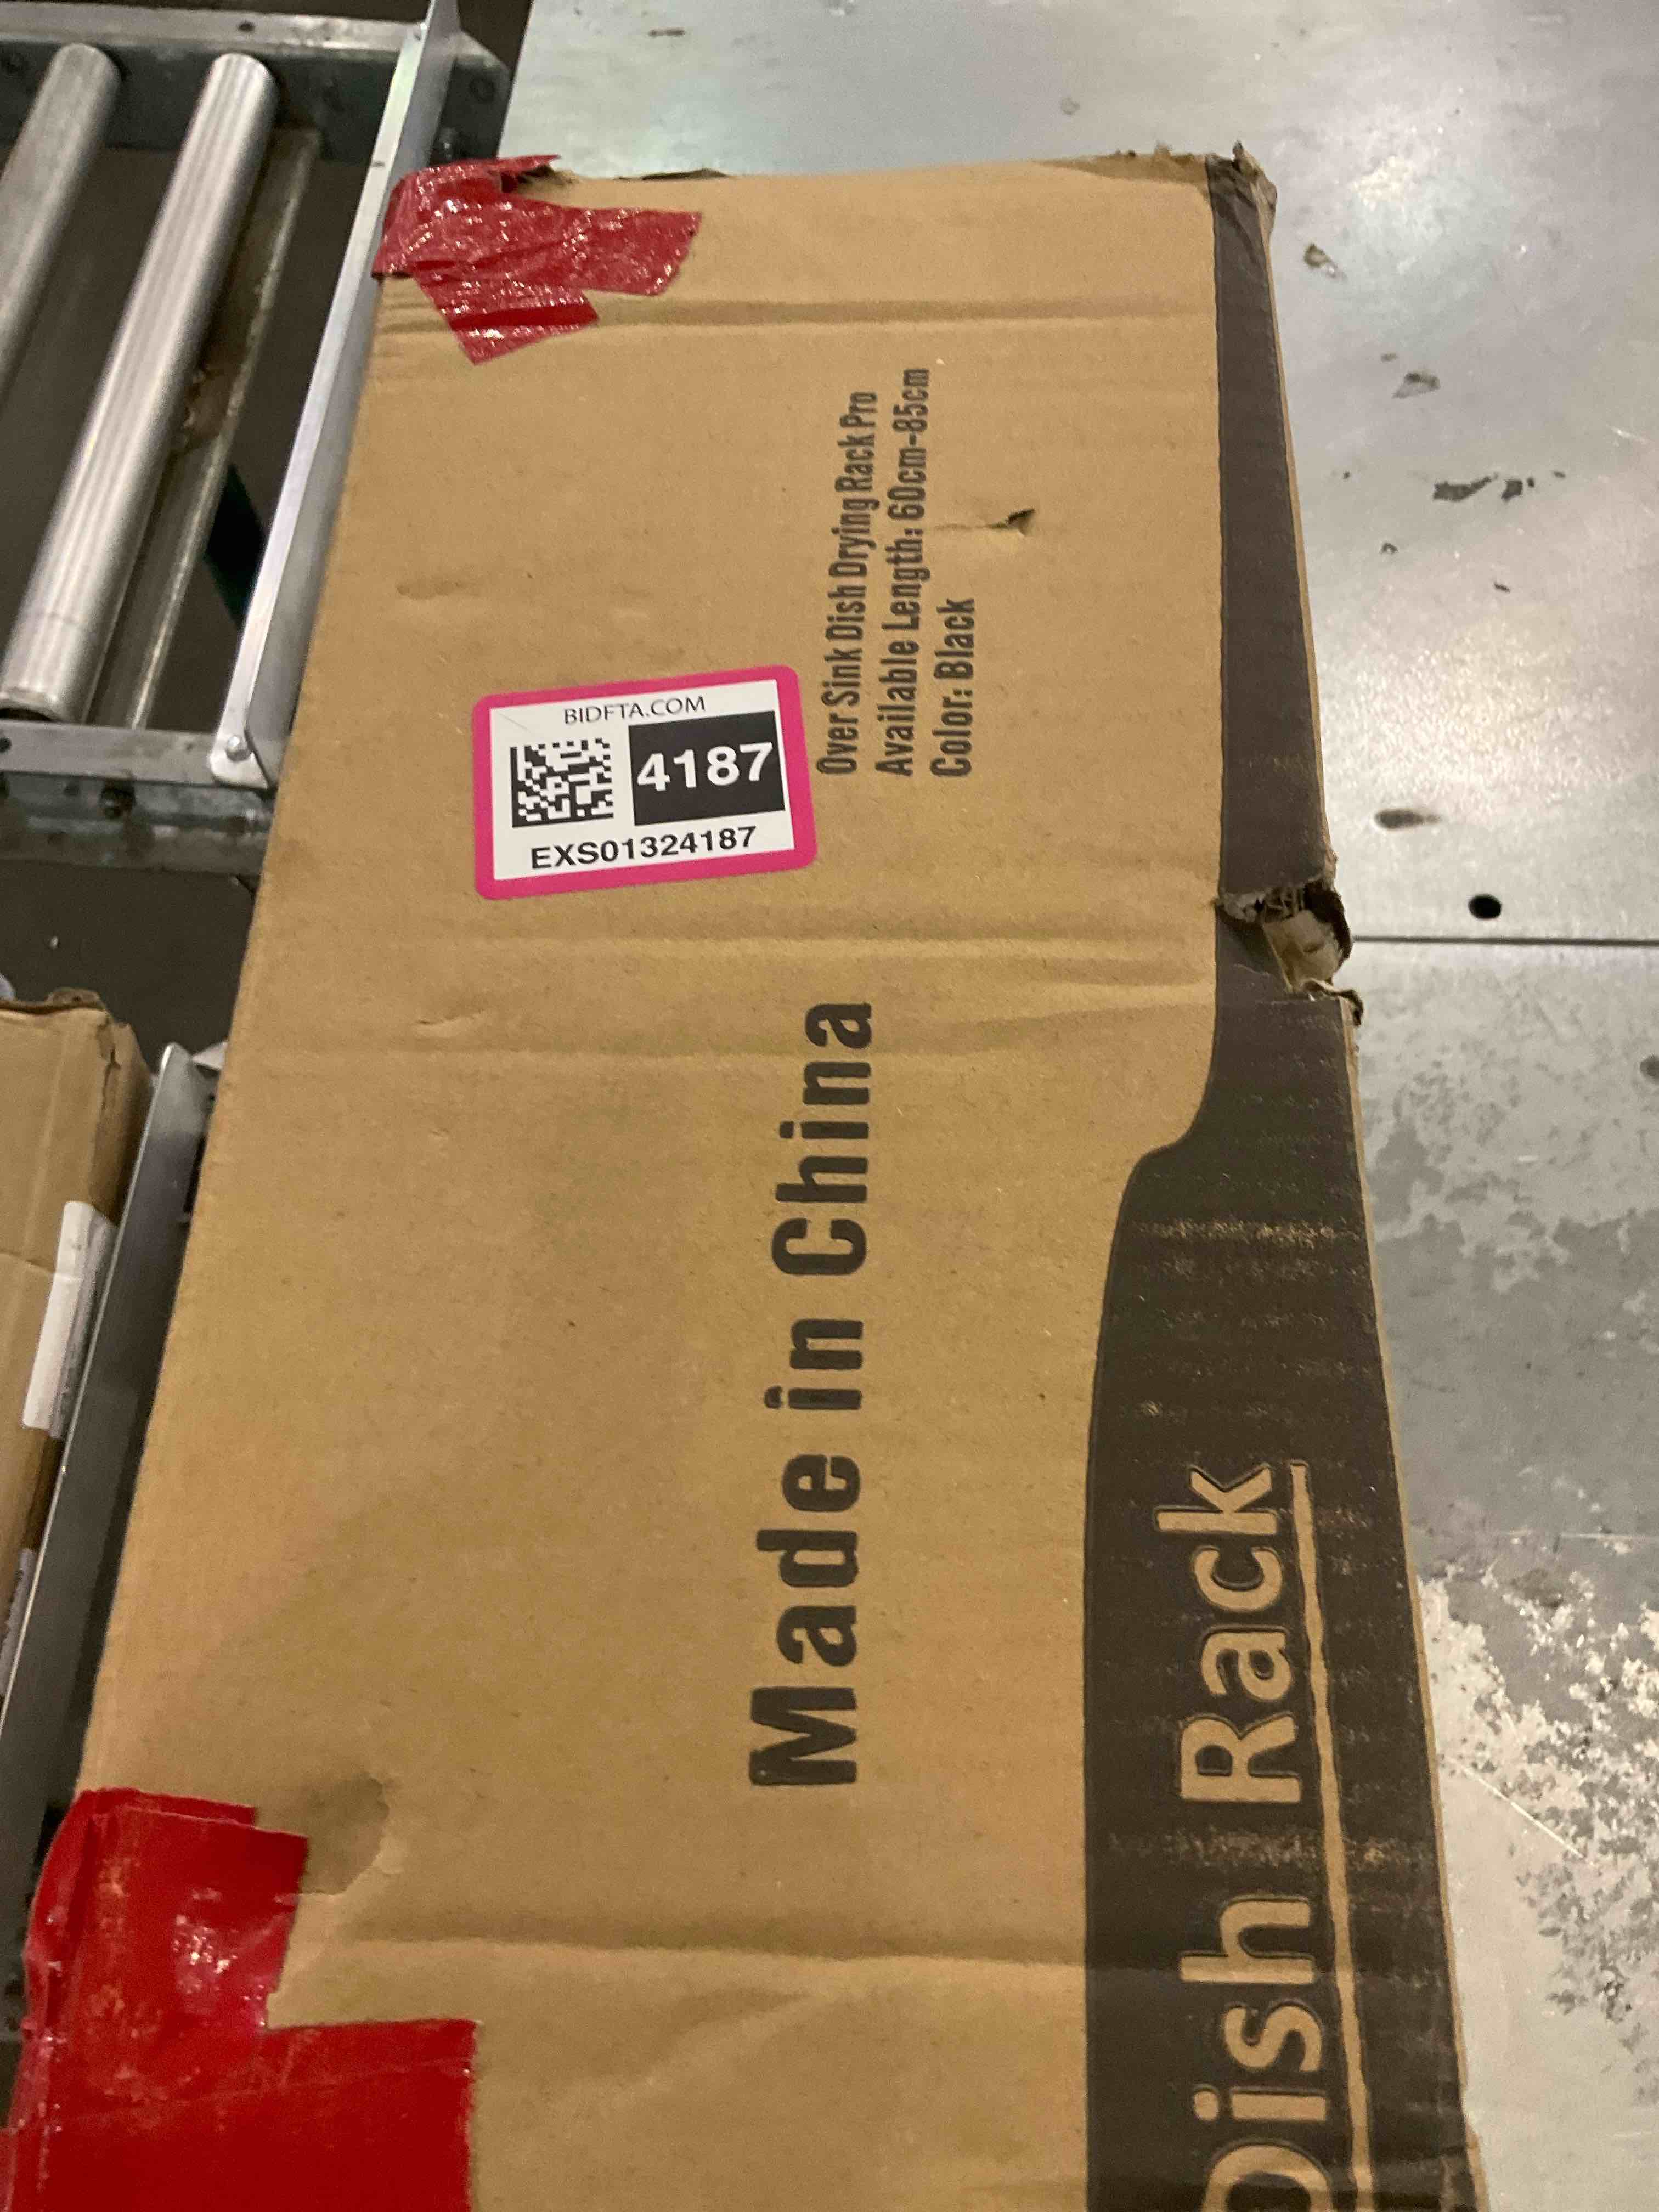 BIDFTA.COM
4187
EXS01324187
Over Sink Dish Drying Rack Pro
Available Length: 60cm-85cm
Color: Black
Made in China
Dish Rack